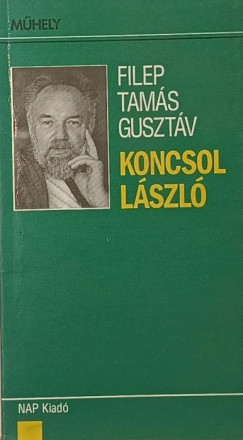 MŰHELY
FILEP
TAMÁS
GUSZTÁV
KONCSOL
LÁSZLÓ
NAP Kiadó